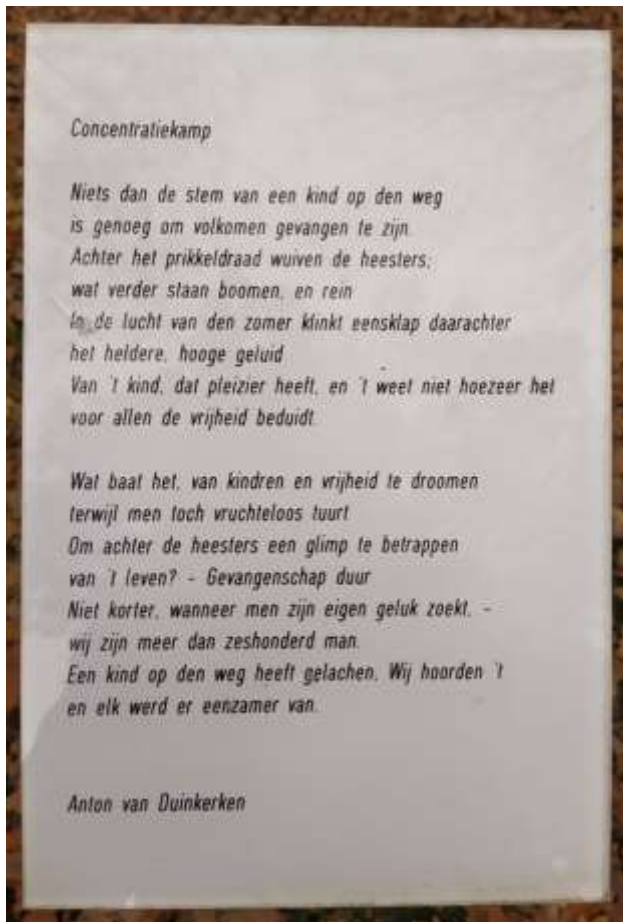 Concentratiekamp
Niets dan de stem van een kind op den weg
is genoeg om volkomen gevangen te zijn.
Achter het prikkeldraad wuiven de heesters;
wat verder staan boomen, en rein
In de lucht van den zomer klinkt eensklap daarachter
het heldere, hooge geluid
Van 't kind, dat pleizier heeft, en 't weet niet hoezeer het
voor allen de vrijheid beduidt.
Wat baat het, van kindren en vrijheid te droomen
terwijl men toch vruchteloos tuurt
Om achter de heesters een glimp te betrappen
van 't leven? - Gevangenschap duur
Niet korter, wanneer men zijn eigen geluk zoekt, -
wij zijn meer dan zeshonderd man.
Een kind op den weg heeft gelachen, Wij hoorden 't
en elk werd er eenzamer van.
Anton van Duinkerken